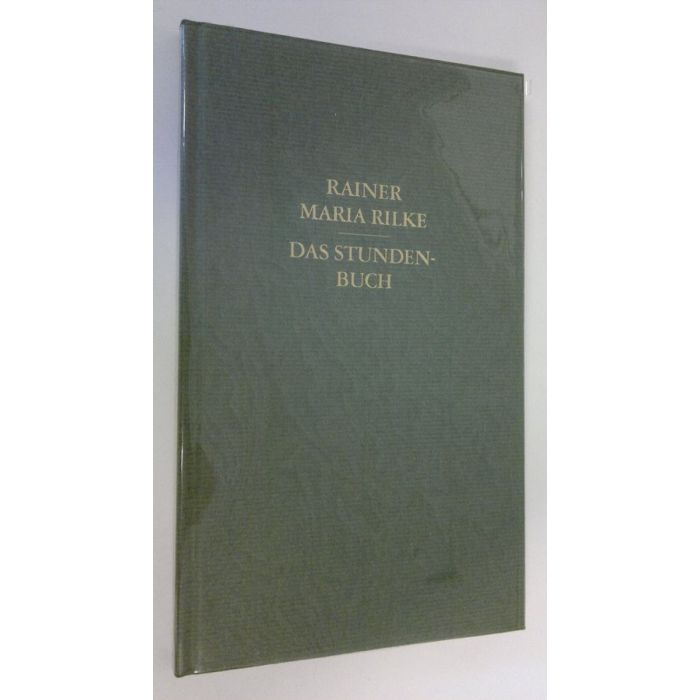 RAINER
MARIA RILKE
DAS STUNDEN-
BUCH